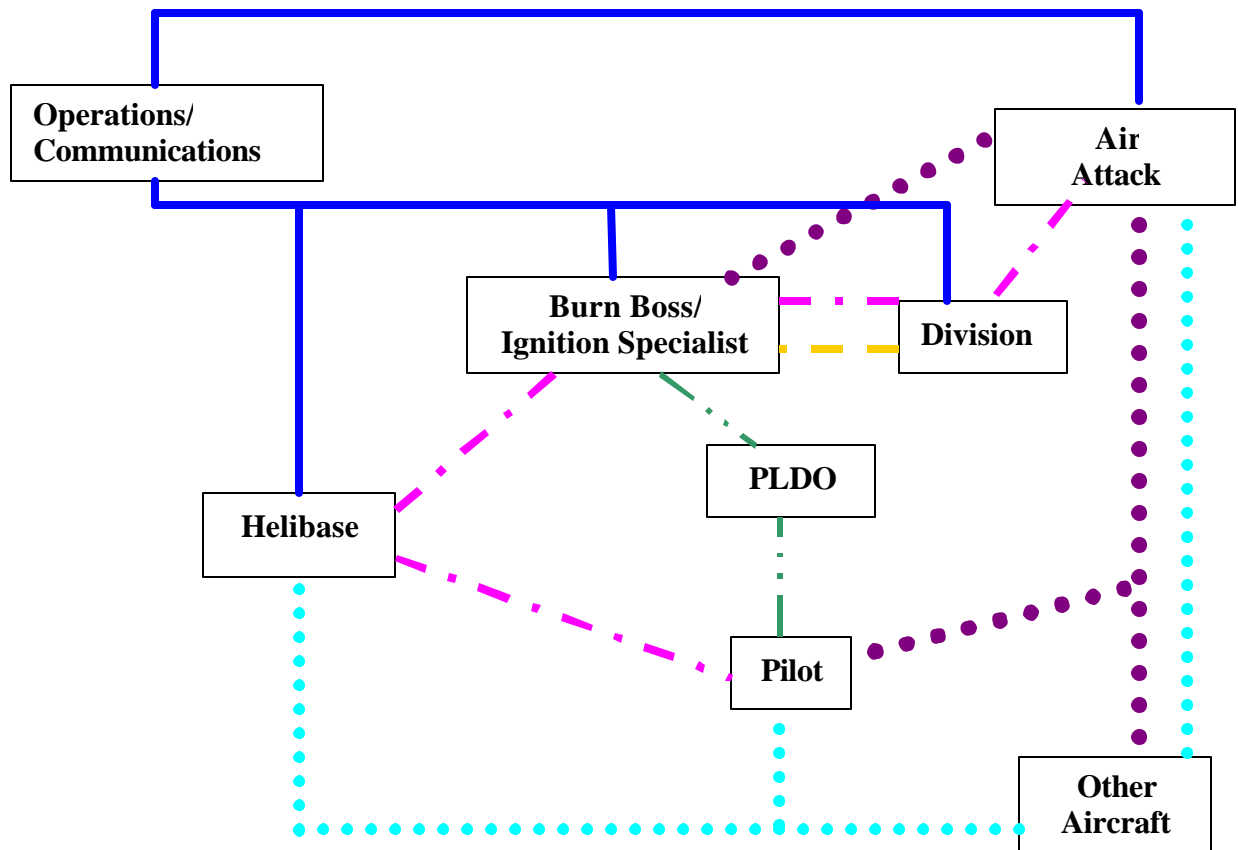 Operations/
Communications
Air
Attack
Burn Boss/
Ignition Specialist
Division
PLDO
Helibase
Pilot
Other
Aircraft